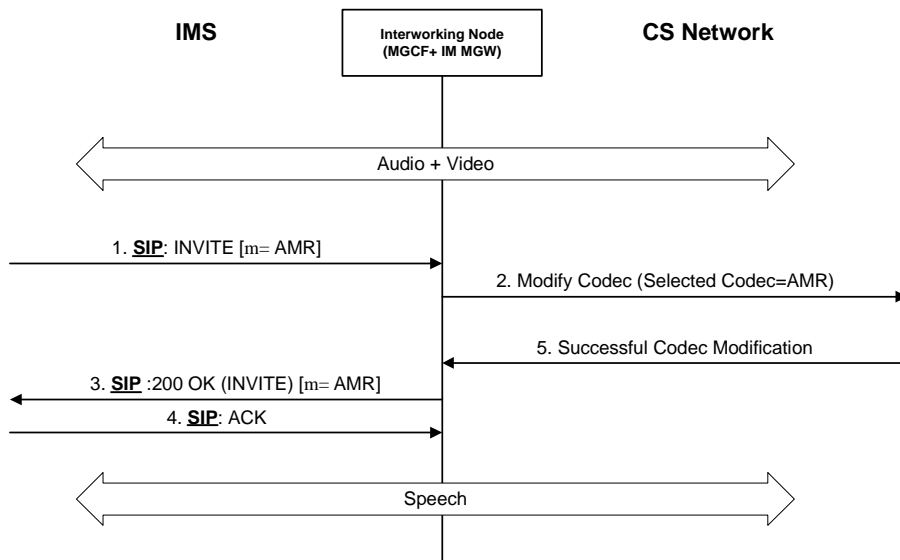 IMS
Interworking Node
(MGCF+ IM MGW)
CS Network
Audio + Video
1. SIP: INVITE [m= AMR]
2. Modify Codec (Selected Codec=AMR)
5. Successful Codec Modification
3. SIP :200 OK (INVITE) [m= AMR]
4. SIP: ACK
Speech